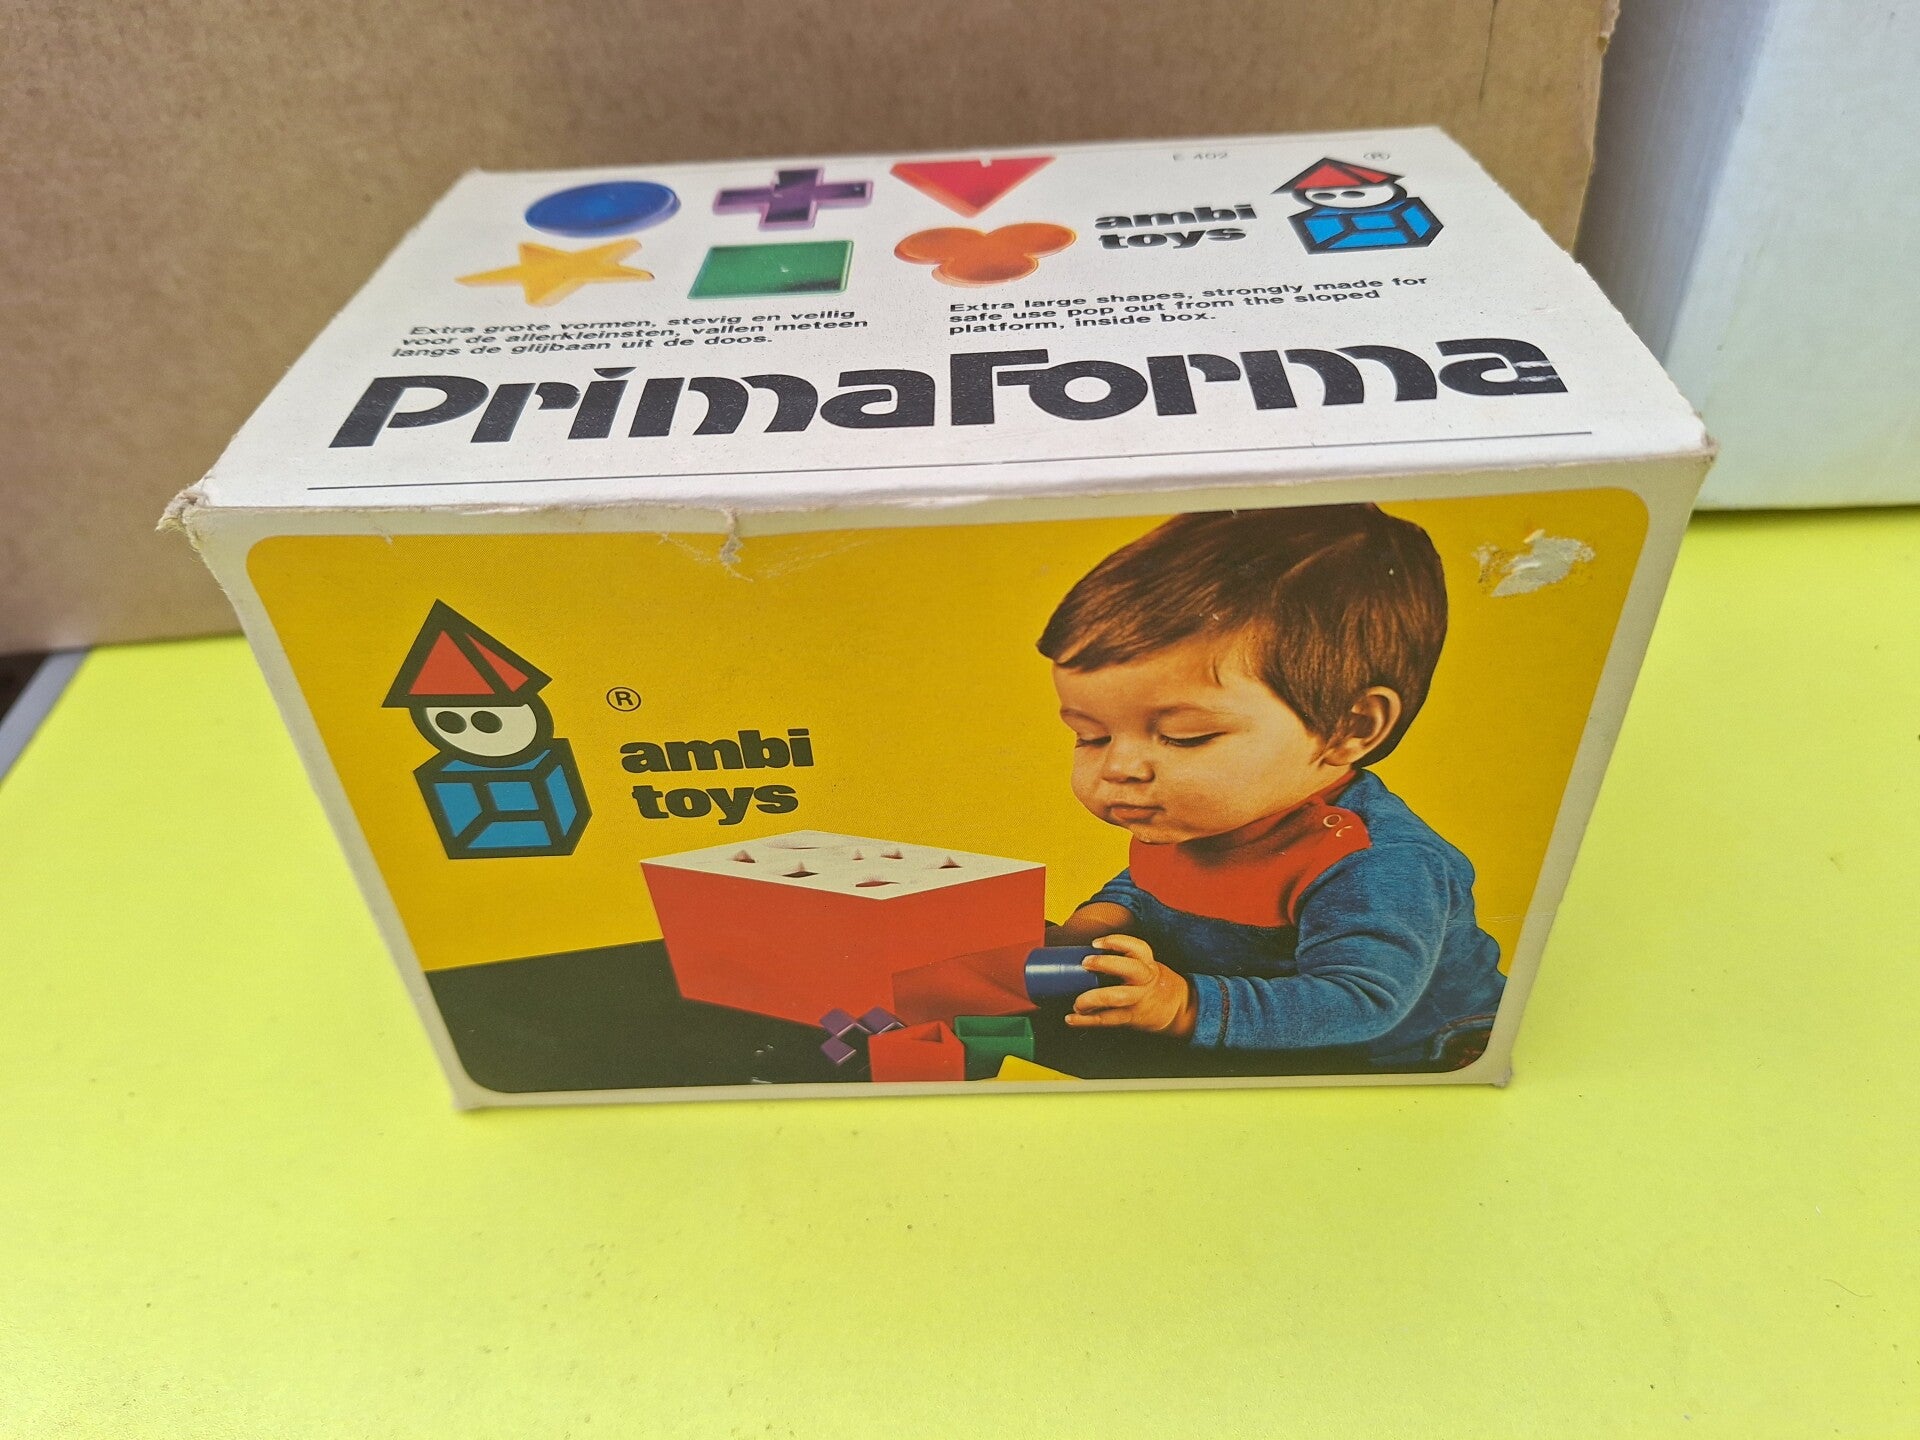 E 402
®
ambi
toys
Extra grote vormen, stevig en veilig
voor de allerkleinsten, vallen meteen
langs de glijbaan uit de doos.
Extra large shapes, strongly made for
safe use pop out from the sloped
platform, inside box.
PrimaForma
®
ambi
toys